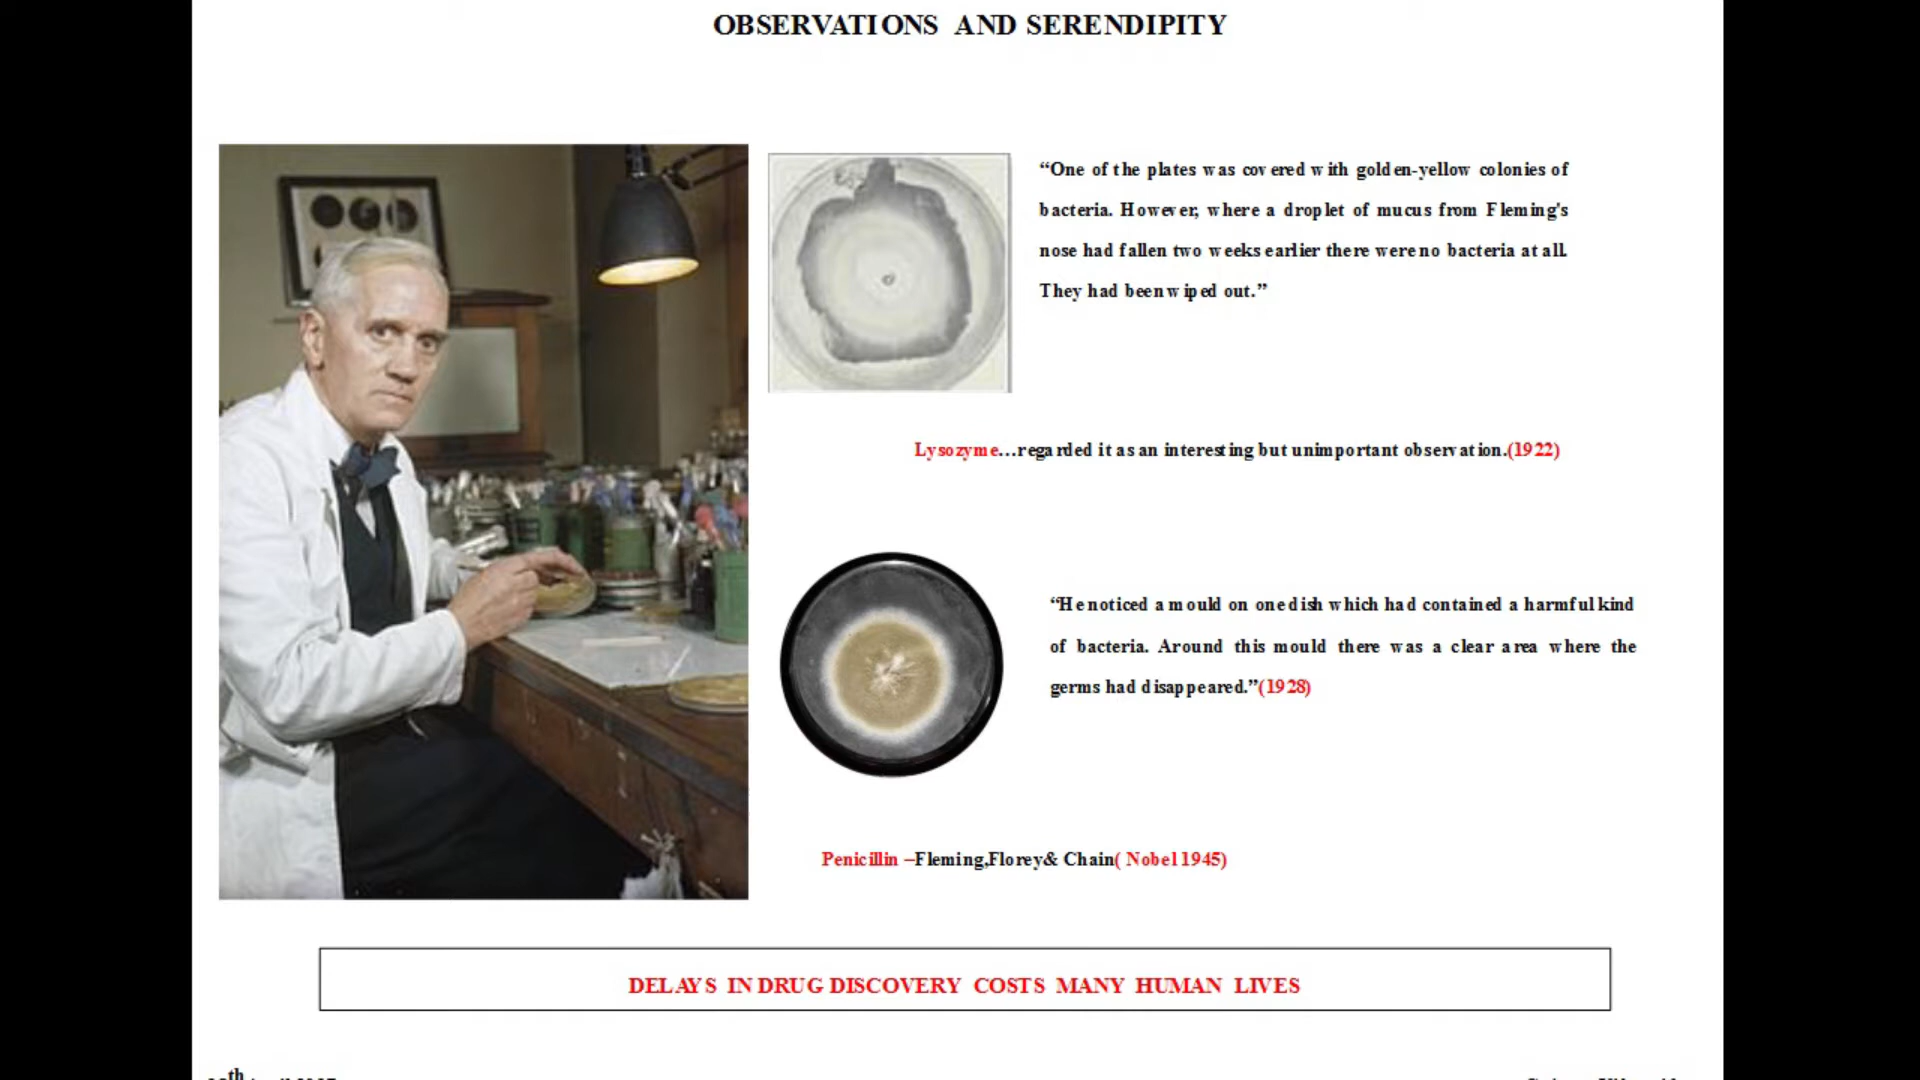 OBSERVATIONS AND SERENDIPITY
“One of the plates was covered with golden-yellow colonies of
bacteria. However, where a droplet of mucus from Fleming's
nose had fallen two weeks earlier there were no bacteria at all.
They had been wiped out.”
Lysozyme…regarded it as an interesting but unimportant observation.(1922)
“He noticed a mould on one dish which had contained a harmful kind
of bacteria. Around this mould there was a clear area where the
germs had disappeared.”(1928)
Penicillin –Fleming,Florey& Chain( Nobel 1945)
DELAYS IN DRUG DISCOVERY COSTS MANY HUMAN LIVES
th